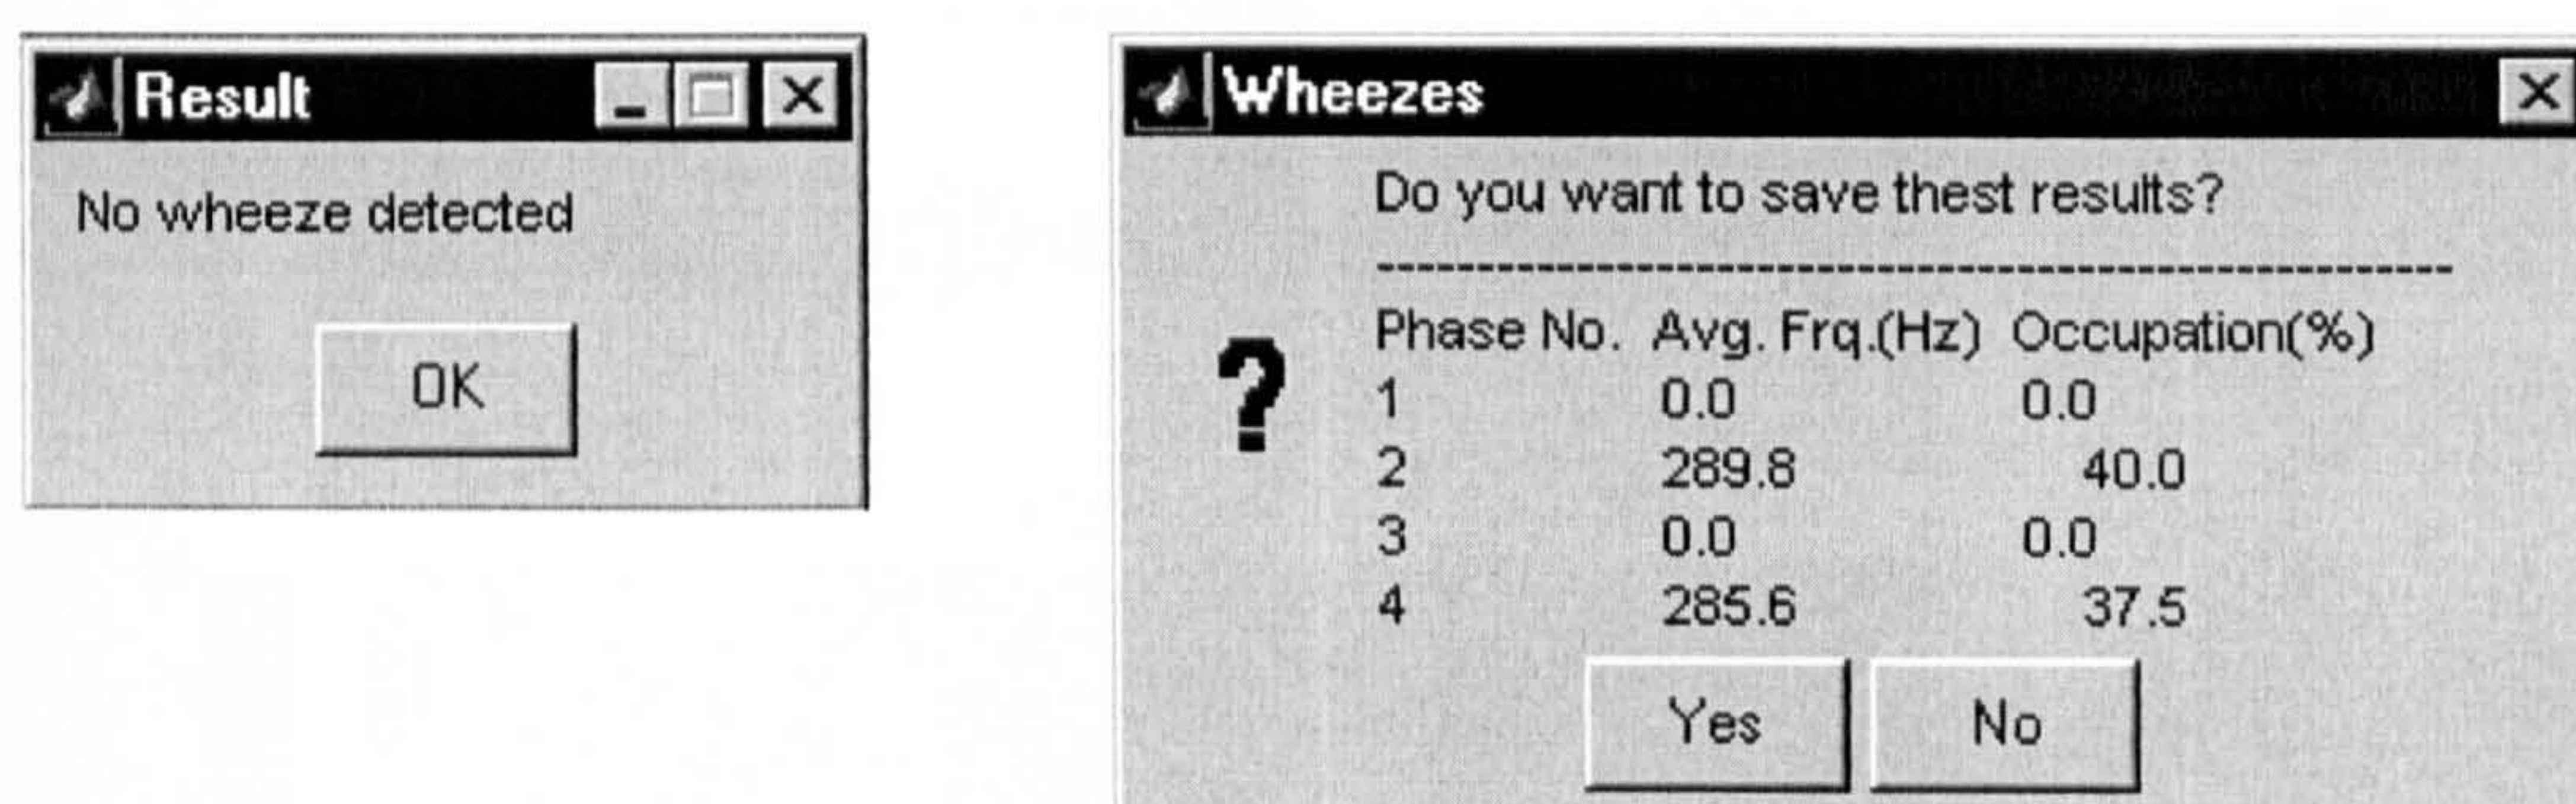 Result
No wheeze detected
OK
Wheezes
Do you want to save thest results?
------------------------------------------------------
Phase No. Avg. Frq.(Hz) Occupation(%)
1 0.0 0.0
2 289.8 40.0
3 0.0 0.0
4 285.6 37.5
Yes No